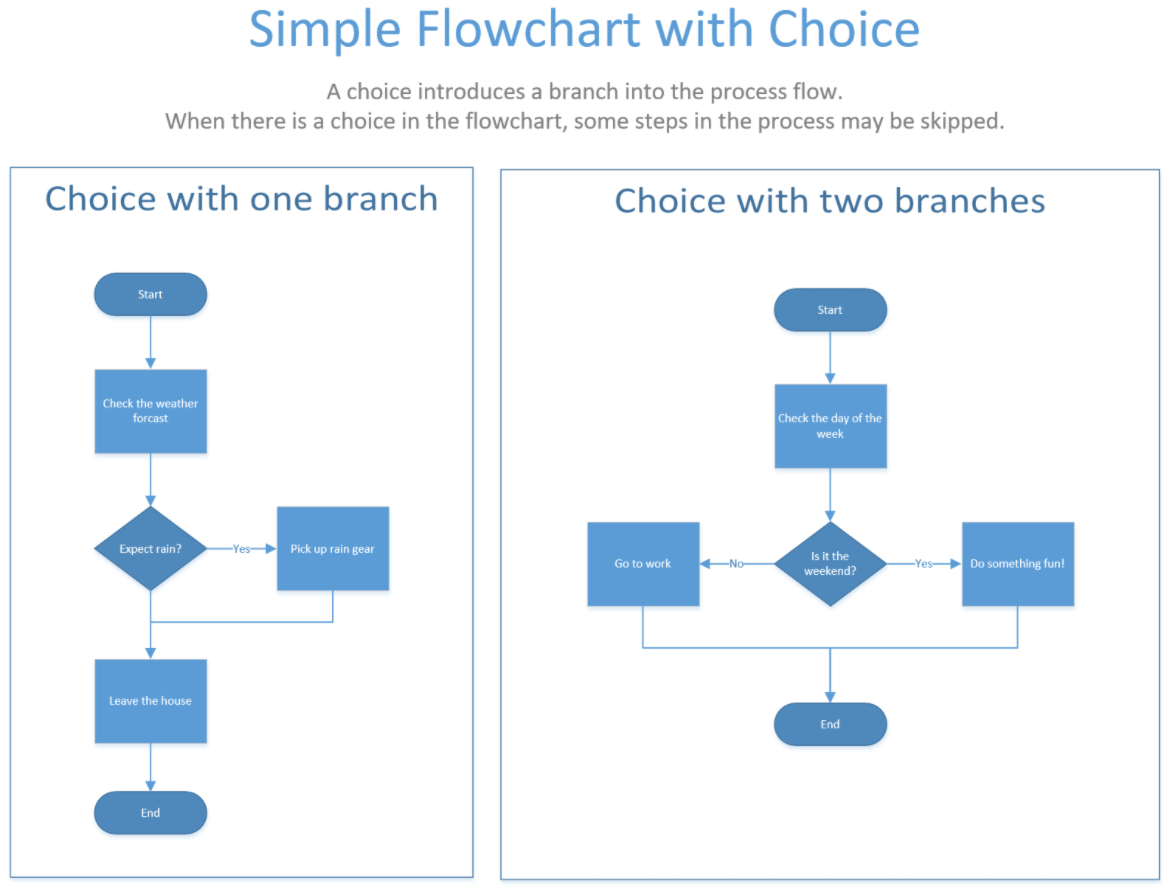 Simple Flowchart with Choice
A choice introduces a branch into the process flow.
When there is a choice in the flowchart, some steps in the process may be skipped.
Choice with one branch
Start
Check the weather
forcast
Expect rain?
Yes
Pick up rain gear
Leave the house
End
Choice with two branches
Start
Check the day of the
week
Go to work
No
Is it the
weekend?
Yes
Do something fun!
End